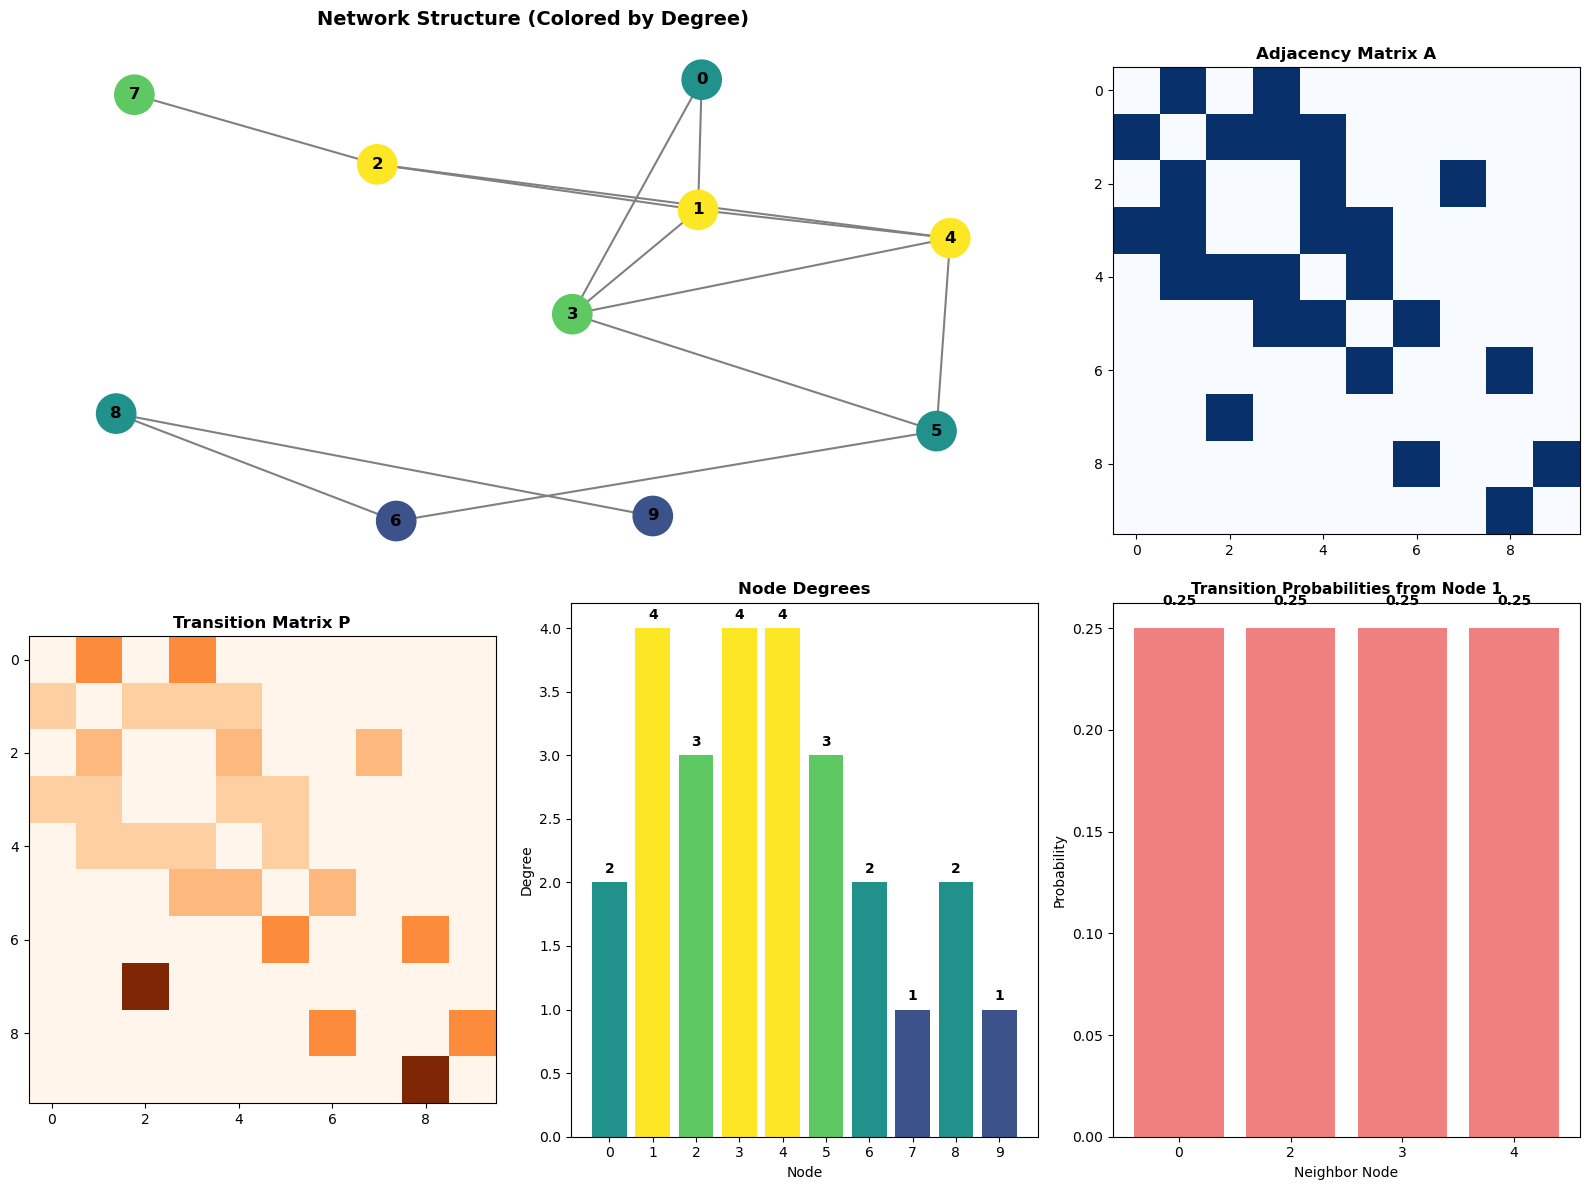 Network Structure (Colored by Degree)
7
0
2
1
4
3
8
5
6
9
Adjacency Matrix A
0
2
4
6
8
0 2 4 6 8
Transition Matrix P
0
2
4
6
8
0 2 4 6 8
Node Degrees
4 4 4
3 3
2 2 2
1 1
4.0
3.5
3.0
2.5
2.0
1.5
1.0
0.5
0.0
Degree
0 1 2 3 4 5 6 7 8 9
Node
Transition Probabilities from Node 1
0.25 0.25 0.25 0.25
0.25
0.20
0.15
0.10
0.05
0.00
Probability
0 2 3 4
Neighbor Node